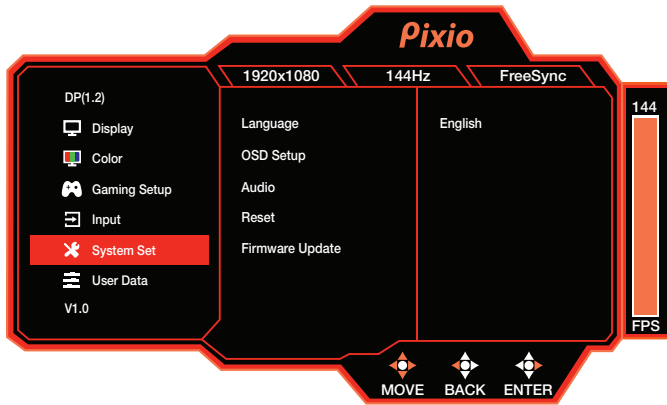 Pixio
1920x1080 144Hz FreeSync
DP(1.2)
Display
Color
Gaming Setup
Input
System Set
User Data
V1.0
Language English
OSD Setup
Audio
Reset
Firmware Update
144
FPS
MOVE BACK ENTER